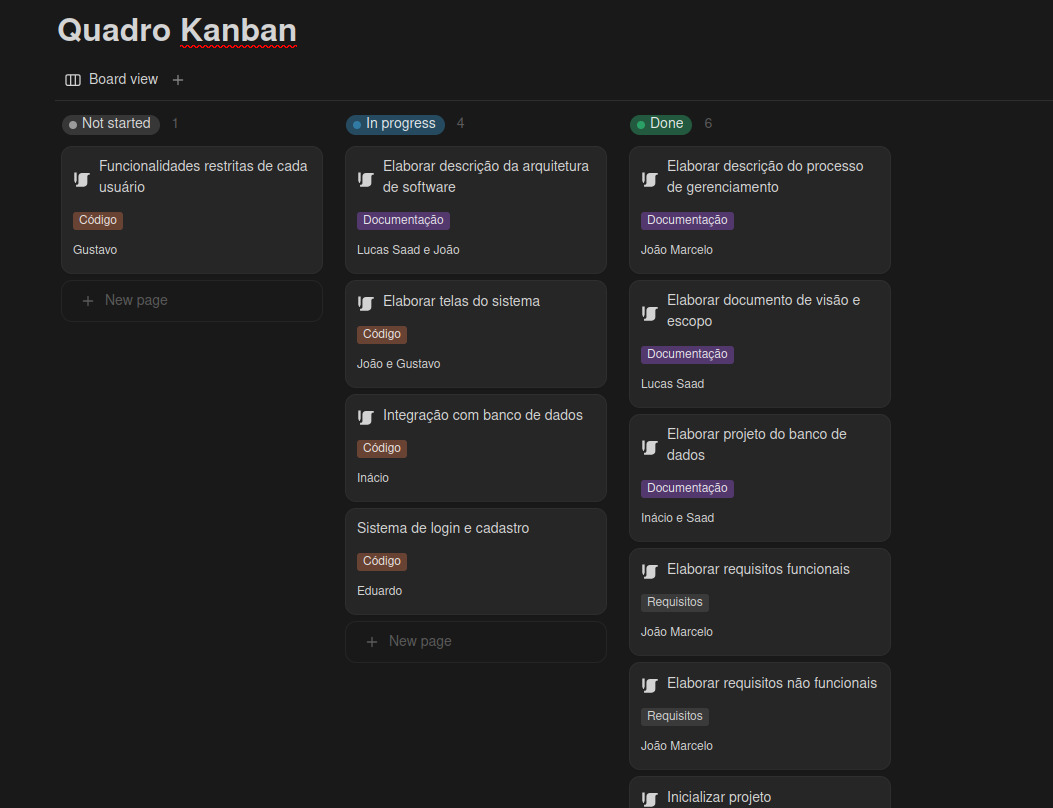 Quadro Kanban
Board view
Not started 1
Funcionalidades restritas de cada
usuário
Código
Gustavo
New page
In progress 4
Elaborar descrição da arquitetura
de software
Documentação
Lucas Saad e João
Elaborar telas do sistema
Código
João e Gustavo
Integração com banco de dados
Código
Inácio
Sistema de login e cadastro
Código
Eduardo
New page
Done 6
Elaborar descrição do processo
de gerenciamento
Documentação
João Marcelo
Elaborar documento de visão e
escopo
Documentação
Lucas Saad
Elaborar projeto do banco de
dados
Documentação
Inácio e Saad
Elaborar requisitos funcionais
Requisitos
João Marcelo
Elaborar requisitos não funcionais
Requisitos
João Marcelo
Inicializar projeto